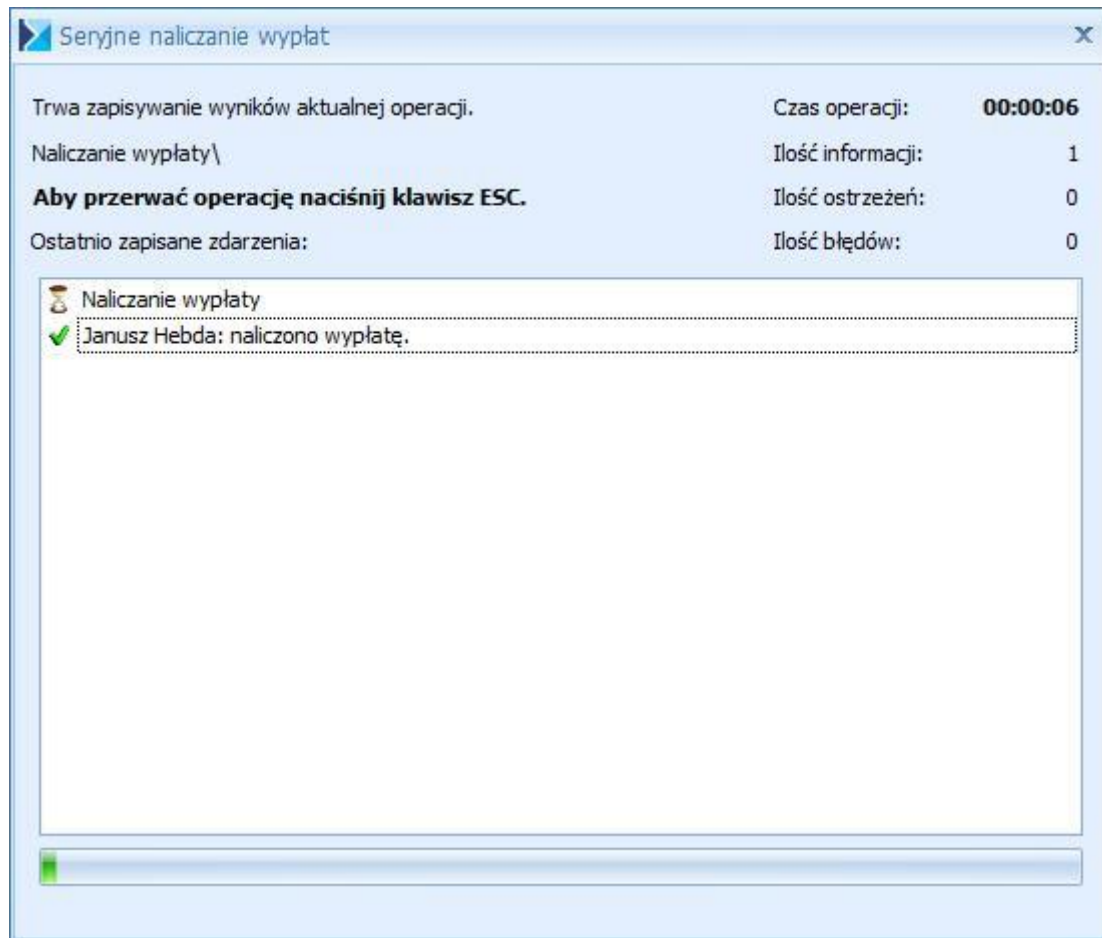 Seryjne naliczanie wypłat
Trwa zapisywanie wyników aktualnej operacji. Czas operacji: 00:00:06
Naliczanie wypłaty\ Ilość informacji: 1
Aby przerwać operację naciśnij klawisz ESC. Ilość ostrzeżeń: 0
Ostatnio zapisane zdarzenia: Ilość błędów: 0
Naliczanie wypłaty
Janusz Hebda: naliczono wypłatę.